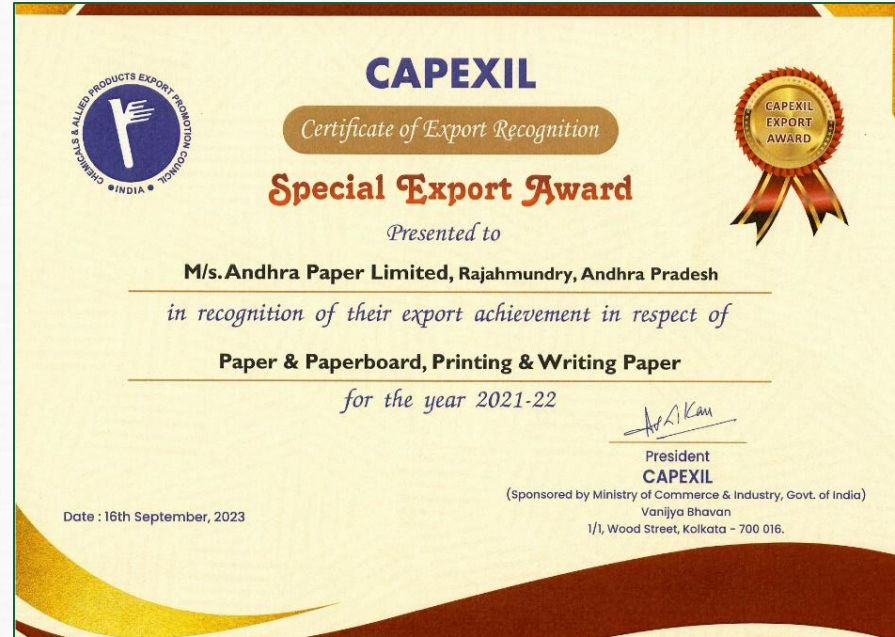 CAPEXIL
CHEMICALS & ALLIED PRODUCTS EXPORT PROMOTION COUNCIL
●INDIA●
Certificate of Export Recognition
CAPEXIL
EXPORT
AWARD
Special Export Award
Presented to
M/s. Andhra Paper Limited, Rajahmundry, Andhra Pradesh
in recognition of their export achievement in respect of
Paper & Paperboard, Printing & Writing Paper
for the year 2021-22
President
CAPEXIL
(Sponsored by Ministry of Commerce & Industry, Govt. of India)
Vanijya Bhavan
1/1, Wood Street, Kolkata - 700 016.
Date : 16th September, 2023